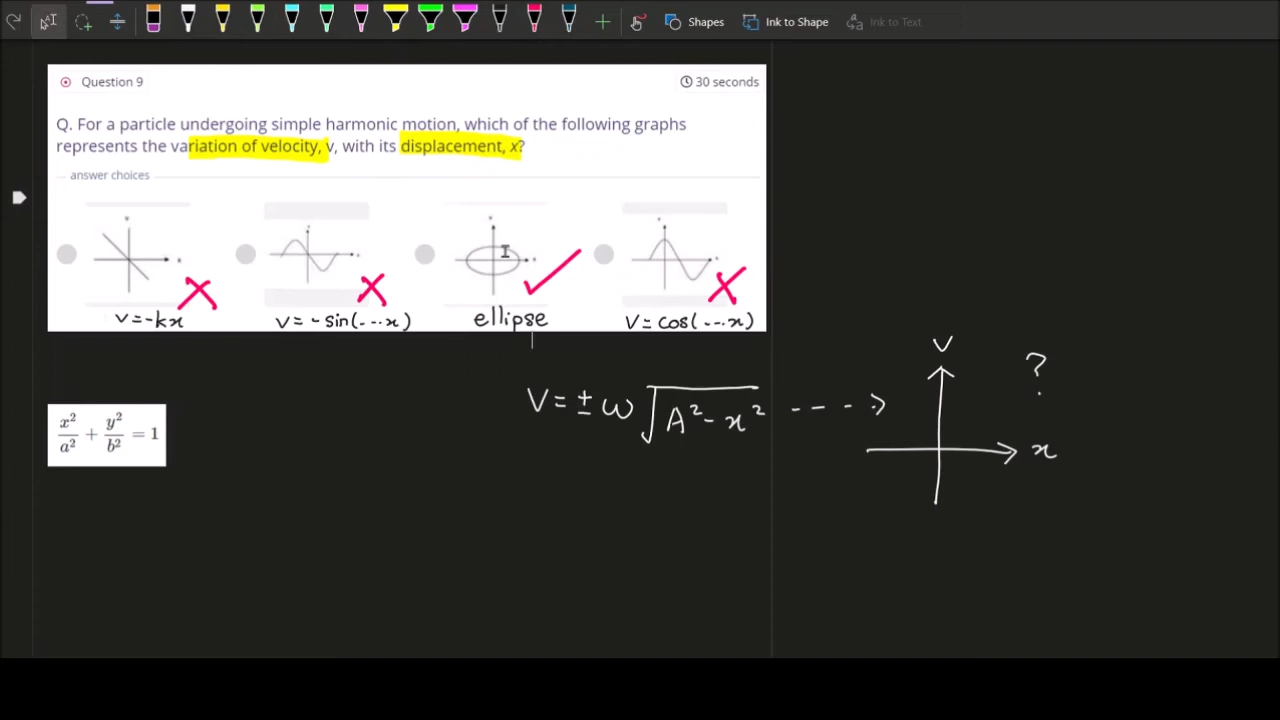 Shapes
Ink to Shape
Ink to Text
Question 9
30 seconds
Q. For a particle undergoing simple harmonic motion, which of the following graphs
represents the variation of velocity, v, with its displacement, x?
answer choices
v=-kx
v=-sin(...x)
ellipse
v=cos(...x)
V=±ω√(A²-x²) ----›
v
?
x
x²/a² + y²/b² = 1